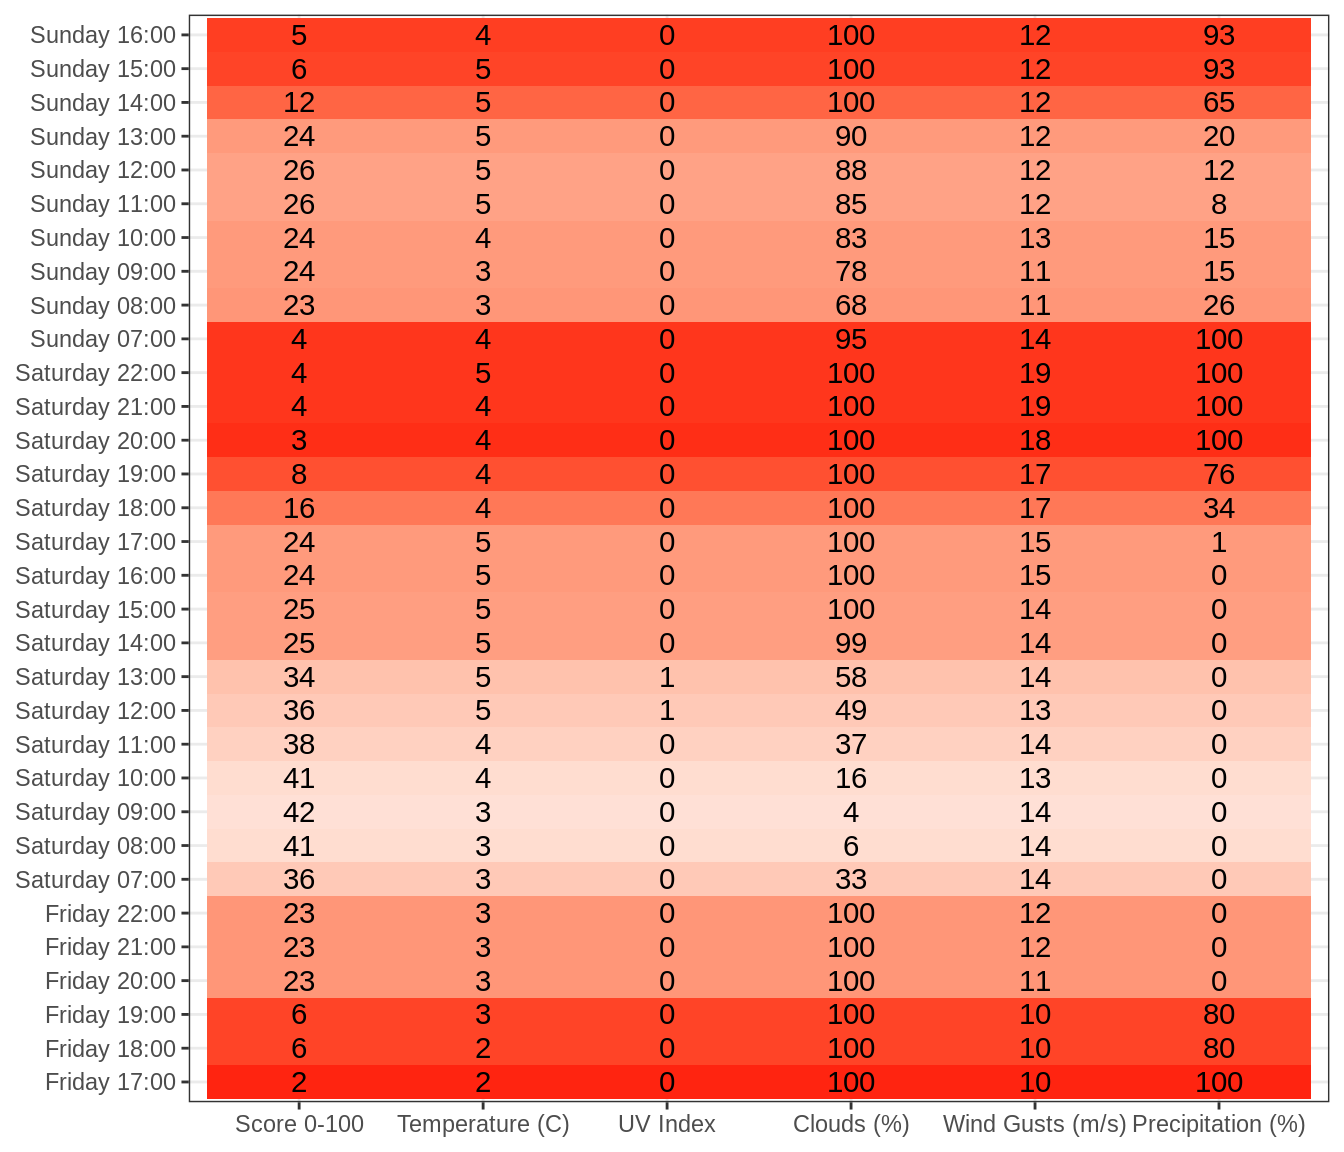 Sunday 16:00 5 4 0 100 12 93
Sunday 15:00 6 5 0 100 12 93
Sunday 14:00 12 5 0 100 12 65
Sunday 13:00 24 5 0 90 12 20
Sunday 12:00 26 5 0 88 12 12
Sunday 11:00 26 5 0 85 12 8
Sunday 10:00 24 4 0 83 13 15
Sunday 09:00 24 3 0 78 11 15
Sunday 08:00 23 3 0 68 11 26
Sunday 07:00 4 4 0 95 14 100
Saturday 22:00 4 5 0 100 19 100
Saturday 21:00 4 4 0 100 19 100
Saturday 20:00 3 4 0 100 18 100
Saturday 19:00 8 4 0 100 17 76
Saturday 18:00 16 4 0 100 17 34
Saturday 17:00 24 5 0 100 15 1
Saturday 16:00 24 5 0 100 15 0
Saturday 15:00 25 5 0 100 14 0
Saturday 14:00 25 5 0 99 14 0
Saturday 13:00 34 5 1 58 14 0
Saturday 12:00 36 5 1 49 13 0
Saturday 11:00 38 4 0 37 14 0
Saturday 10:00 41 4 0 16 13 0
Saturday 09:00 42 3 0 4 14 0
Saturday 08:00 41 3 0 6 14 0
Saturday 07:00 36 3 0 33 14 0
Friday 22:00 23 3 0 100 12 0
Friday 21:00 23 3 0 100 12 0
Friday 20:00 23 3 0 100 11 0
Friday 19:00 6 3 0 100 10 80
Friday 18:00 6 2 0 100 10 80
Friday 17:00 2 2 0 100 10 100
Score 0-100 Temperature (C) UV Index Clouds (%) Wind Gusts (m/s) Precipitation (%)